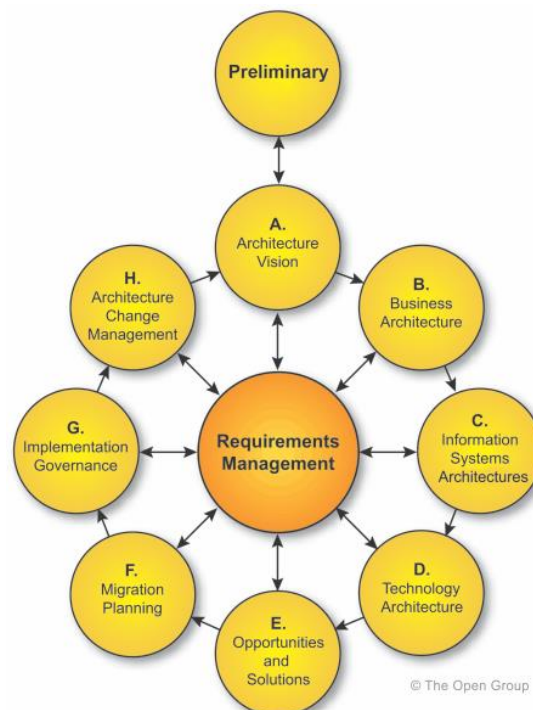 Preliminary
A.
Architecture
Vision
B.
Business
Architecture
C.
Information
Systems
Architectures
D.
Technology
Architecture
E.
Opportunities
and
Solutions
F.
Migration
Planning
G.
Implementation
Governance
H.
Architecture
Change
Management
Requirements
Management
© The Open Group